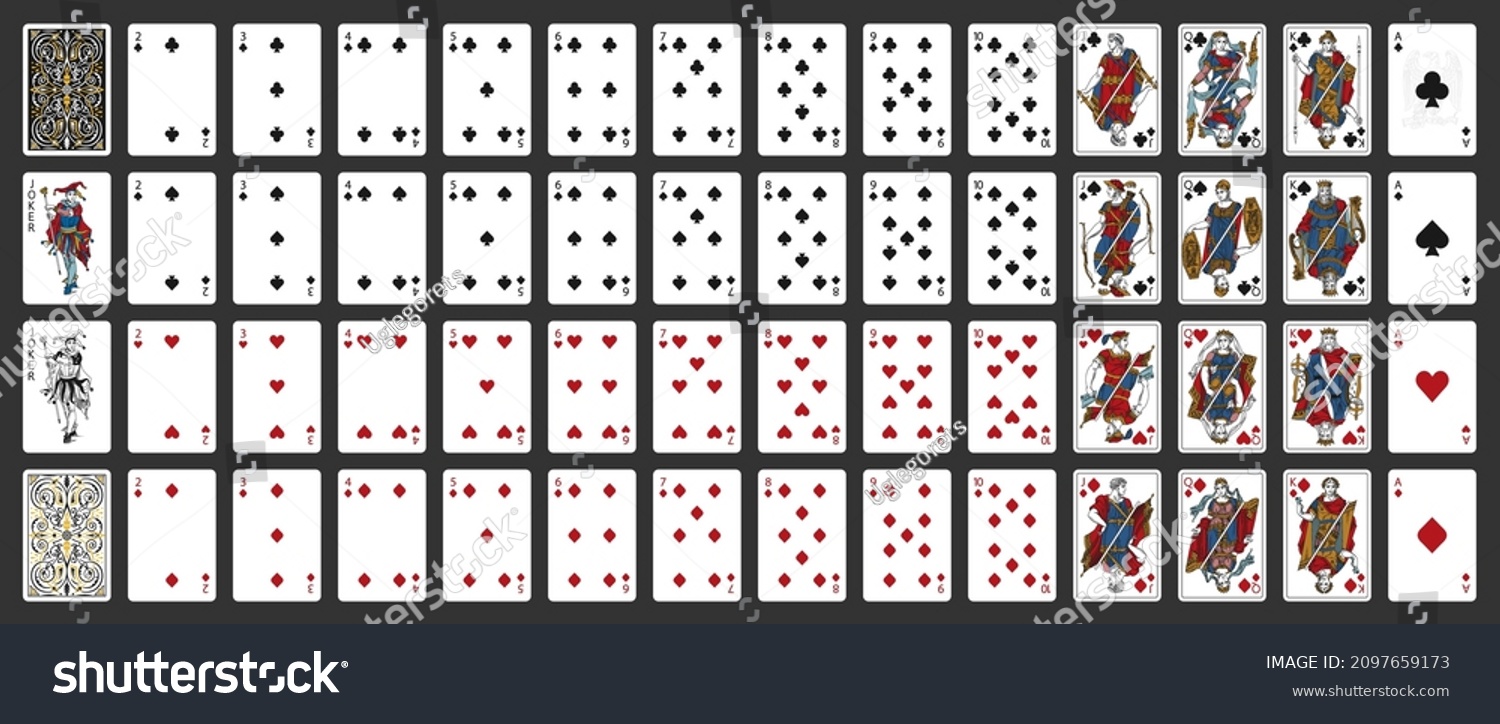 2 3 4 5 6 7 8 9 10 J Q K A
2 3 4 5 6 7 8 9 10 J Q K A
JOKER 2 3 4 5 6 7 8 9 10 J Q K A
2 3 4 5 6 7 8 9 10 J Q K A
JOKER 2 3 4 5 6 7 8 9 10 J Q K A
2 3 4 5 6 7 8 9 10 J Q K A
2 3 4 5 6 7 8 9 10 J Q K A
2 3 4 5 6 7 8 9 10 J Q K A
shutterstock
Uglegorets
Uglegorets
shutterstock
IMAGE ID: 2097659173
www.shutterstock.com